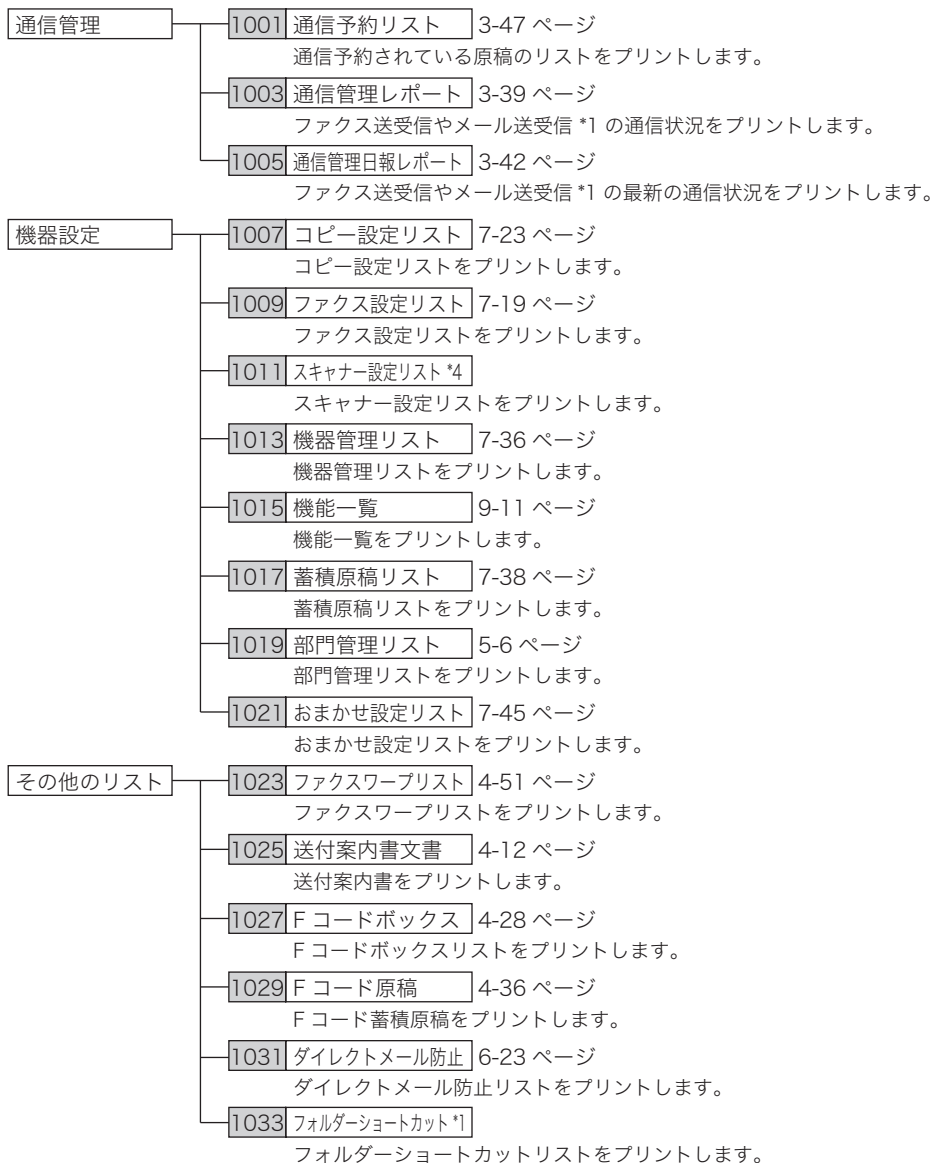 通信管理 1001 通信予約リスト 3-47 ページ
通信予約されている原稿のリストをプリントします。
1003 通信管理レポート 3-39 ページ
ファクス送受信やメール送受信 *1 の通信状況をプリントします。
1005 通信管理日報レポート 3-42 ページ
ファクス送受信やメール送受信 *1 の最新の通信状況をプリントします。
機器設定 1007 コピー設定リスト 7-23 ページ
コピー設定リストをプリントします。
1009 ファクス設定リスト 7-19 ページ
ファクス設定リストをプリントします。
1011 スキャナー設定リスト *4
スキャナー設定リストをプリントします。
1013 機器管理リスト 7-36 ページ
機器管理リストをプリントします。
1015 機能一覧 9-11 ページ
機能一覧をプリントします。
1017 蓄積原稿リスト 7-38 ページ
蓄積原稿リストをプリントします。
1019 部門管理リスト 5-6 ページ
部門管理リストをプリントします。
1021 おまかせ設定リスト 7-45 ページ
おまかせ設定リストをプリントします。
その他のリスト 1023 ファクスワープリスト 4-51 ページ
ファクスワープリストをプリントします。
1025 送付案内書文書 4-12 ページ
送付案内書をプリントします。
1027 F コードボックス 4-28 ページ
F コードボックスリストをプリントします。
1029 F コード原稿 4-36 ページ
F コード蓄積原稿をプリントします。
1031 ダイレクトメール防止 6-23 ページ
ダイレクトメール防止リストをプリントします。
1033 フォルダーショートカット *1
フォルダーショートカットリストをプリントします。